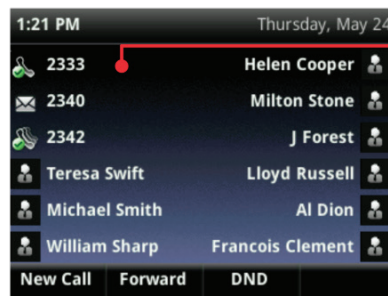 1:21 PM Thursday, May 24
2333 Helen Cooper
2340 Milton Stone
2342 J Forest
Teresa Swift Lloyd Russell
Michael Smith Al Dion
William Sharp Francois Clement
New Call Forward DND